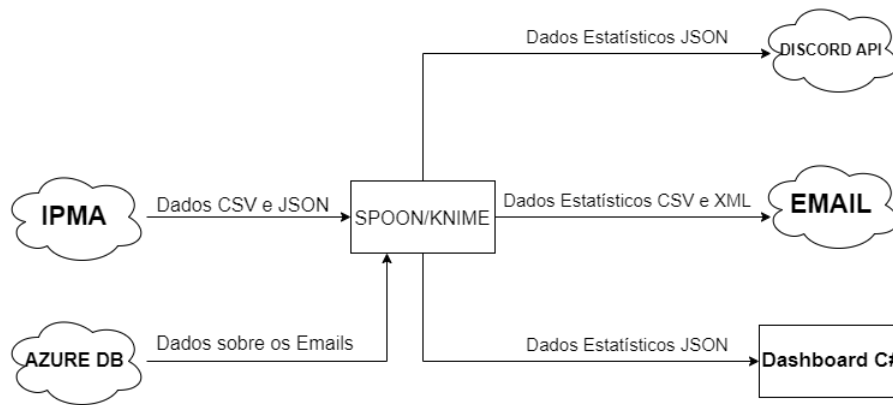 Dados Estatísticos JSON
DISCORD API
IPMA
Dados CSV e JSON
SPOON/KNIME
Dados Estatísticos CSV e XML
EMAIL
AZURE DB
Dados sobre os Emails
Dados Estatísticos JSON
Dashboard C#